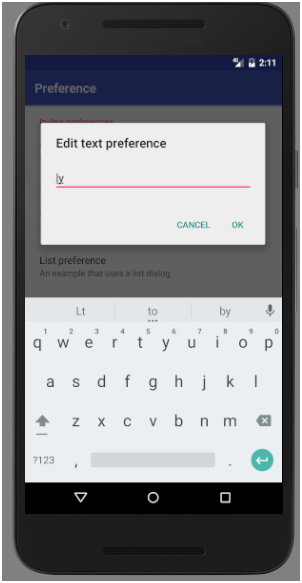 2:11
Preference
In-line preferences
Edit text preference
ly
CANCEL OK
List preference
An example that uses a list dialog
Lt to by
q 1 w 2 e 3 r 4 t 5 y 6 u 7 i 8 o 9 p 0
a s d f g h j k l
z x c v b n m
?123 , .